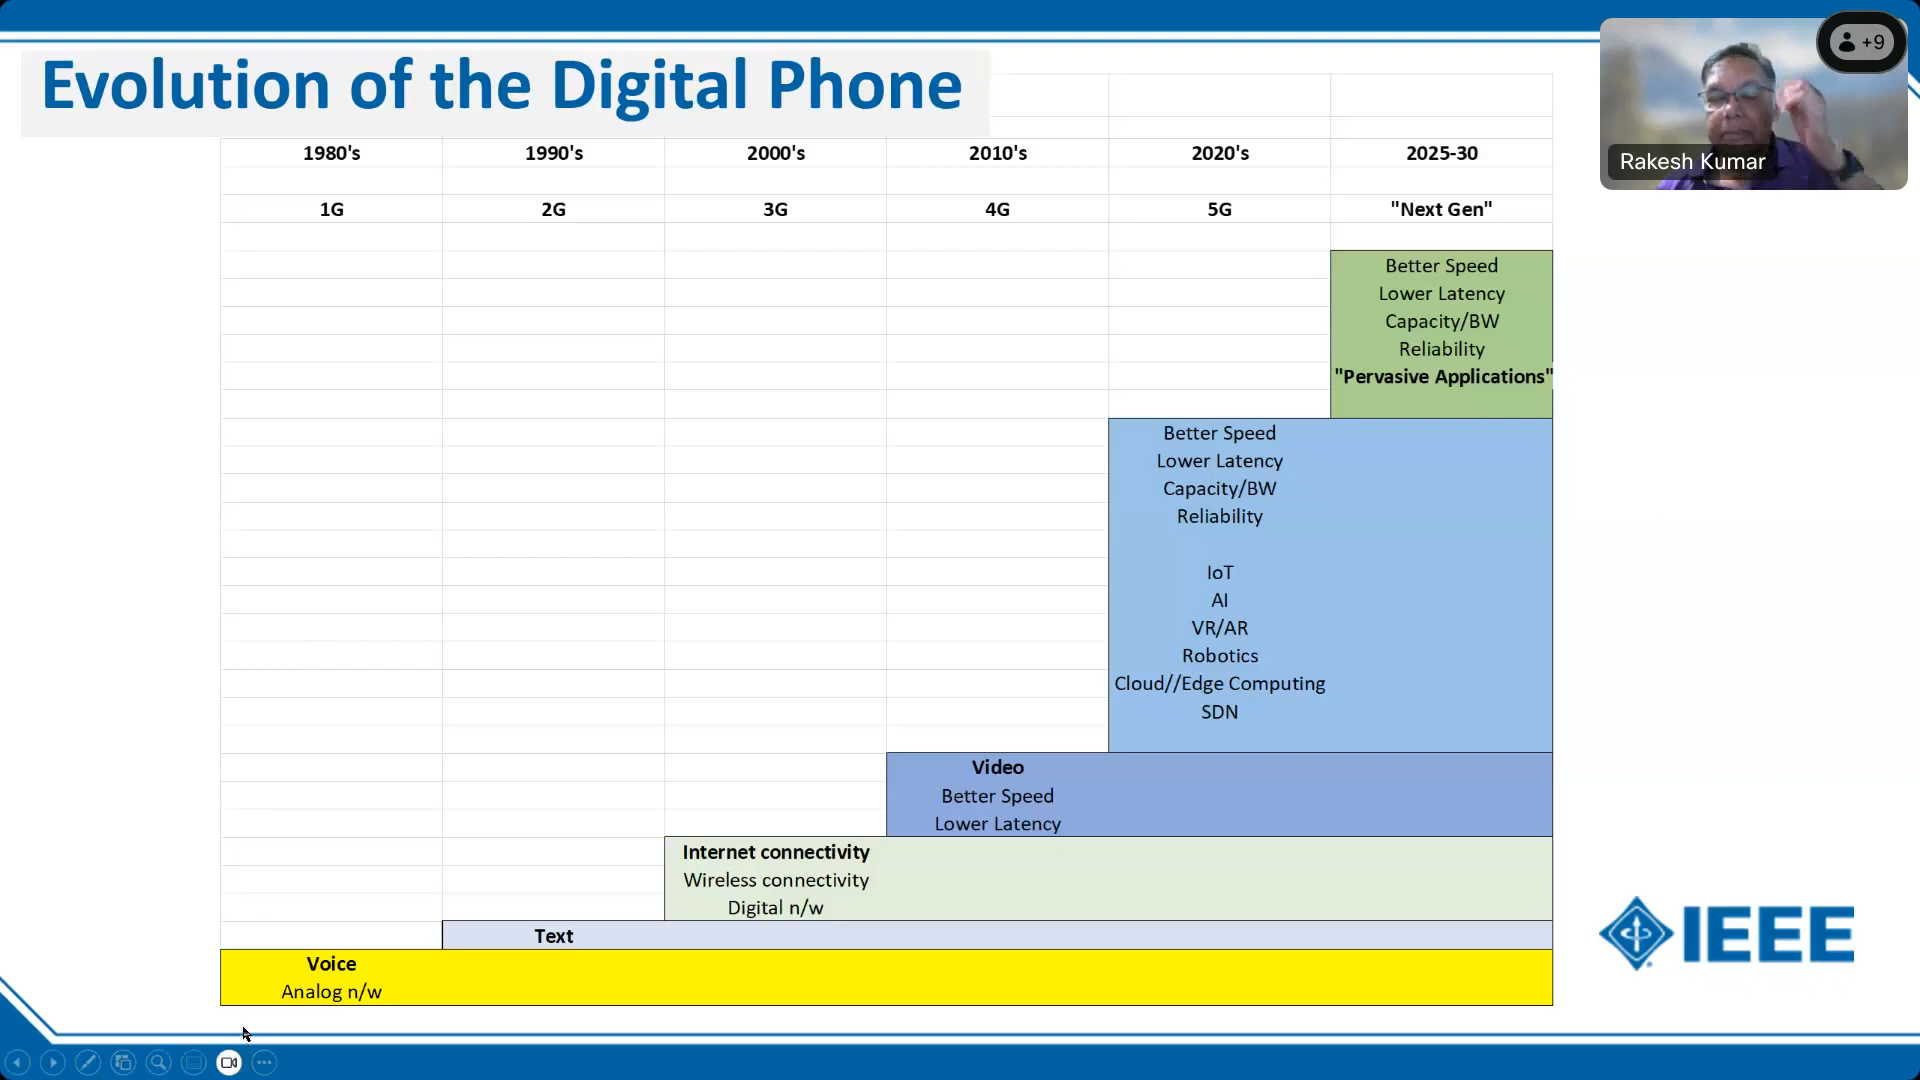 Evolution of the Digital Phone
+9
Rakesh Kumar
1980's 1990's 2000's 2010's 2020's 2025-30
1G 2G 3G 4G 5G "Next Gen"
Better Speed
Lower Latency
Capacity/BW
Reliability
"Pervasive Applications"
Better Speed
Lower Latency
Capacity/BW
Reliability
IoT
AI
VR/AR
Robotics
Cloud//Edge Computing
SDN
Video
Better Speed
Lower Latency
Internet connectivity
Wireless connectivity
Digital n/w
Text
Voice
Analog n/w
IEEE